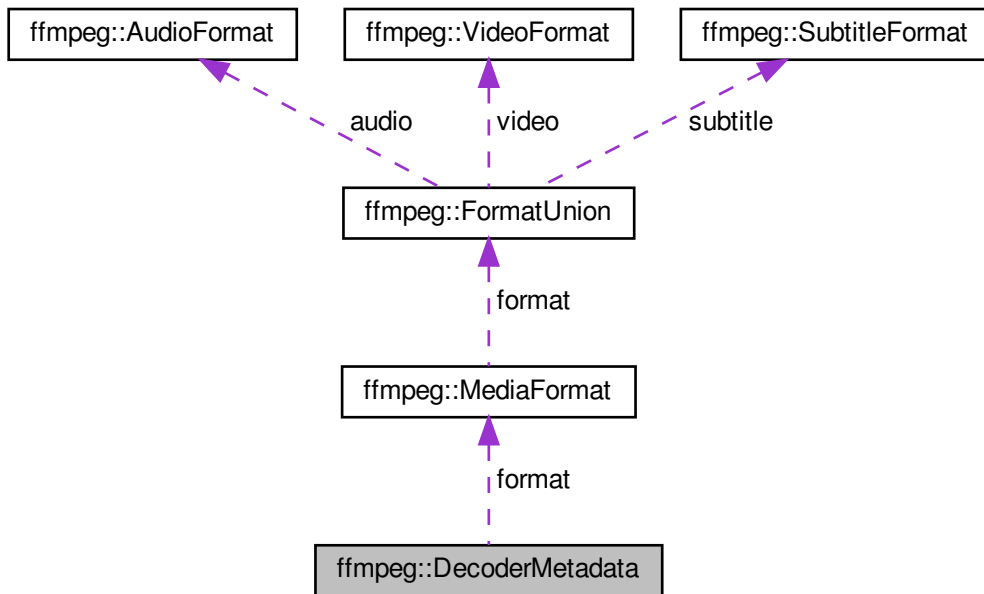 ffmpeg::AudioFormat ffmpeg::VideoFormat ffmpeg::SubtitleFormat
audio video subtitle
ffmpeg::FormatUnion
format
ffmpeg::MediaFormat
format
ffmpeg::DecoderMetadata